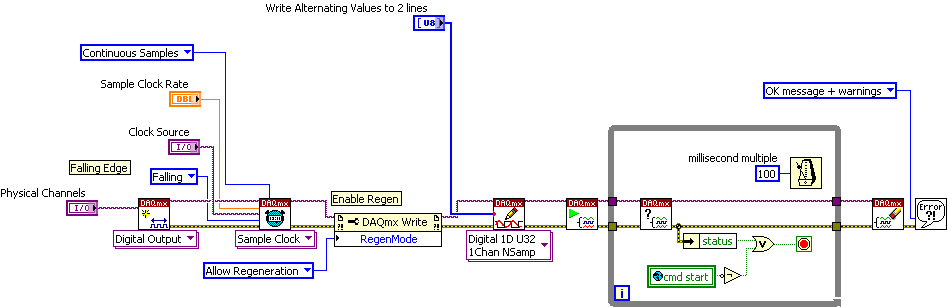 Write Alternating Values to 2 lines
U8
Continuous Samples
Sample Clock Rate
DBL
OK message + warnings
Clock Source
I/O
millisecond multiple
100
Falling Edge
Falling
Physical Channels
I/O
Enable Regen
DAQmx
DAQmx
DAQmx Write
RegenMode
DAQmx
DAQmx
DAQmx
?
DAQmx
Error
?!
Digital Output
Sample Clock
Digital 1D U32
1Chan NSamp
status
V
Allow Regeneration
cmd start
i